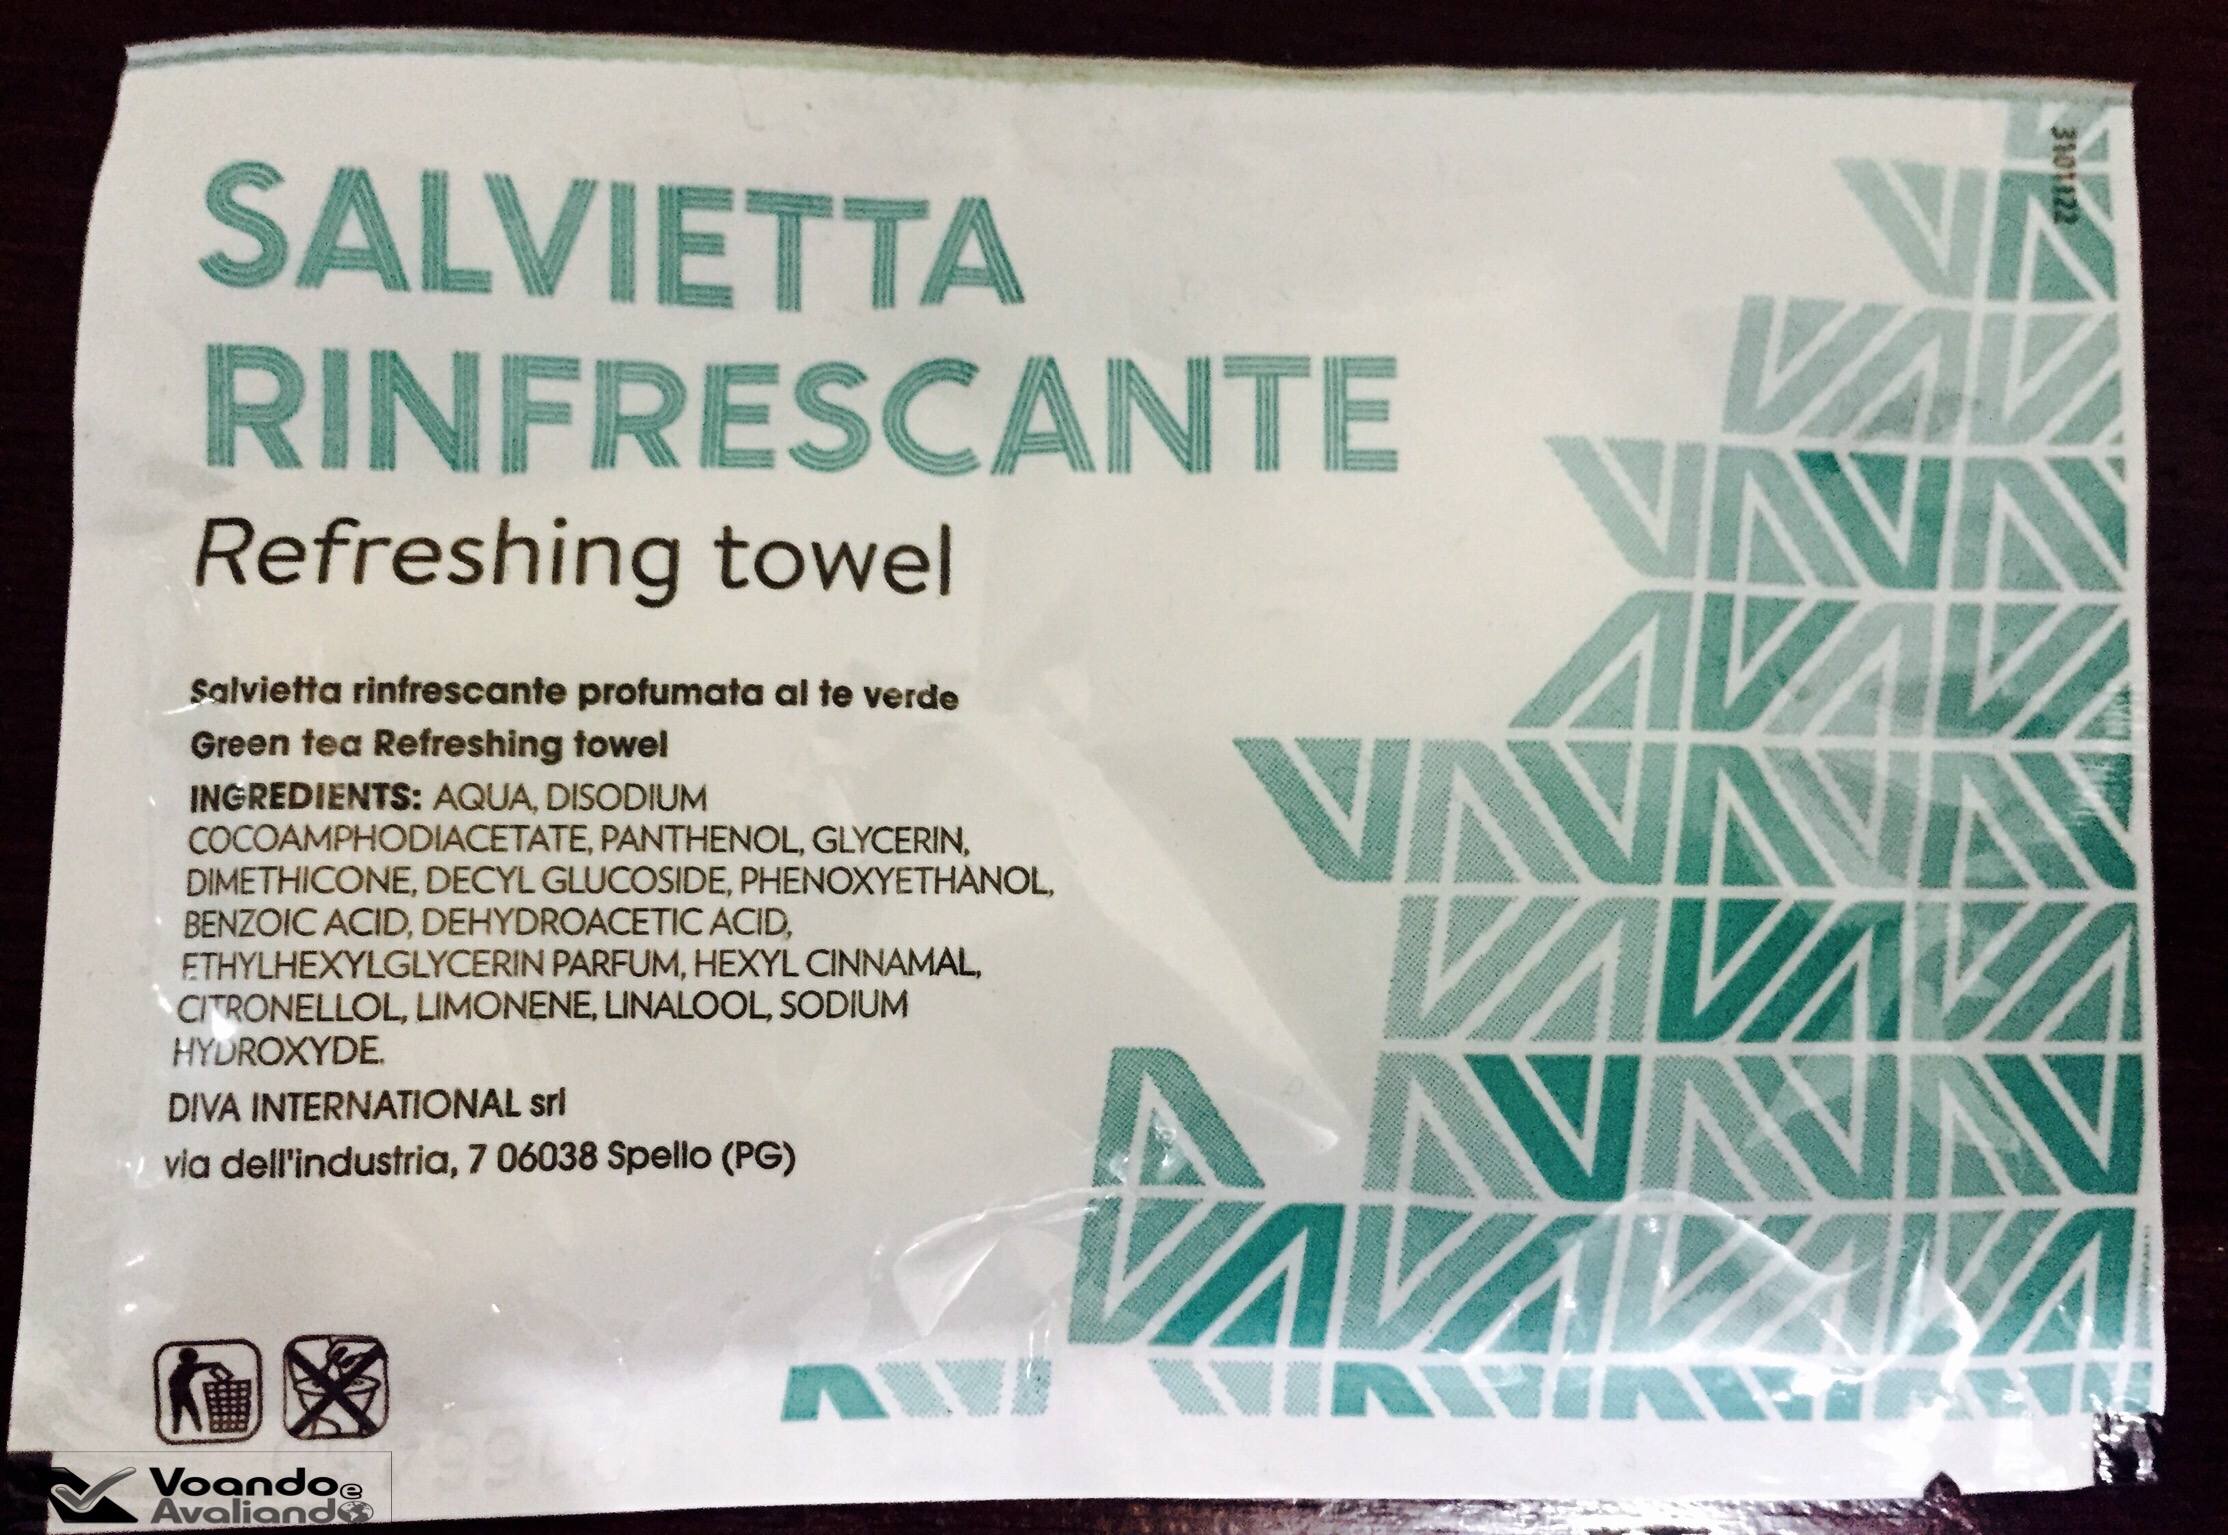 SALVIETTA
RINFRESCANTE
Refreshing towel
Salvietta rinfrescante profumata al te verde
Green tea Refreshing towel
INGREDIENTS: AQUA, DISODIUM
COCOAMPHODIACETATE, PANTHENOL, GLYCERIN,
DIMETHICONE, DECYL GLUCOSIDE, PHENOXYETHANOL,
BENZOIC ACID, DEHYDROACETIC ACID,
ETHYLHEXYLGLYCERIN PARFUM, HEXYL CINNAMAL,
CITRONELLOL, LIMONENE, LINALOOL, SODIUM
HYDROXYDE.
DIVA INTERNATIONAL srl
via dell'industria, 7 06038 Spello (PG)
Voando e
Avaliando